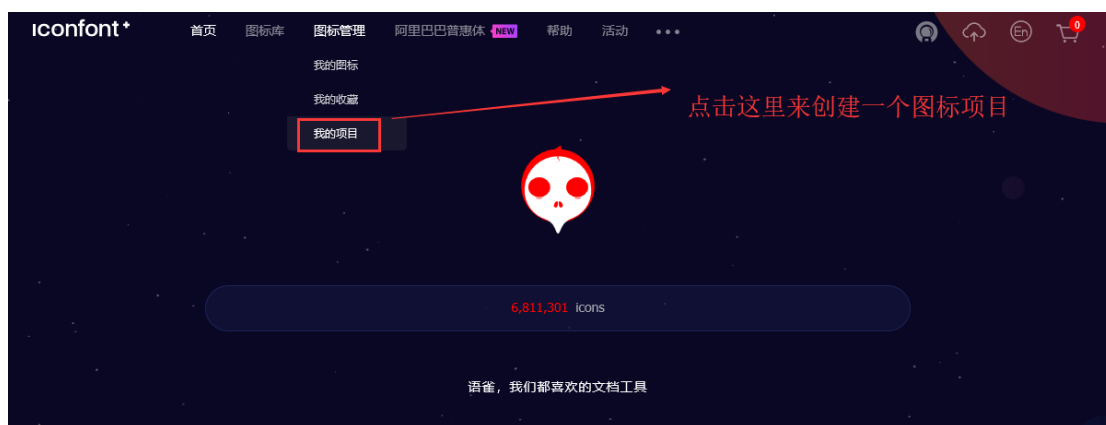 iconfont+ 首页 图标库 图标管理 阿里巴巴普惠体 NEW 帮助 活动 ••• En 0
我的图标
我的收藏
点击这里来创建一个图标项目
我的项目
6,811,301 icons
语雀，我们都喜欢的文档工具